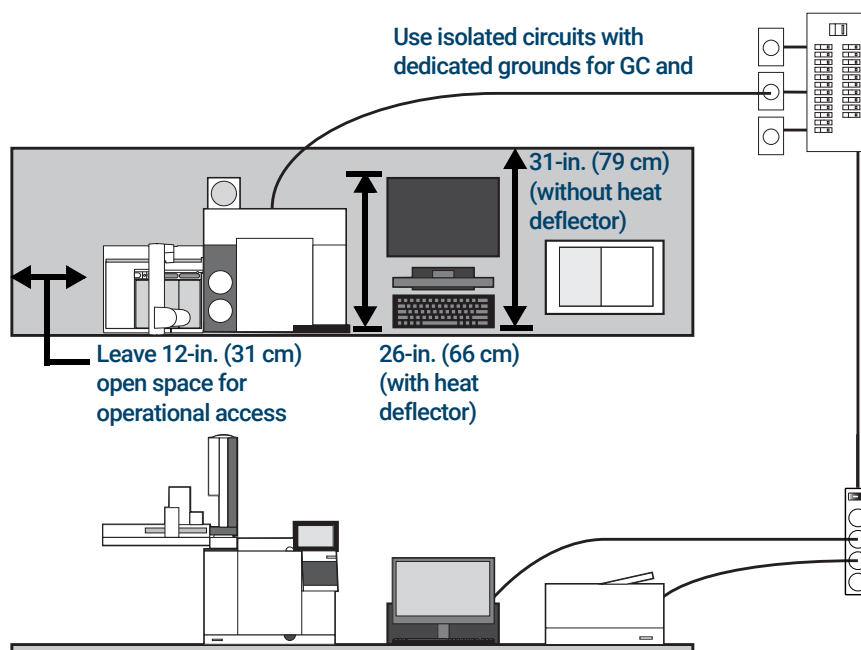 Use isolated circuits with
dedicated grounds for GC and
31-in. (79 cm)
(without heat
deflector)
Leave 12-in. (31 cm)
open space for
operational access
26-in. (66 cm)
(with heat
deflector)